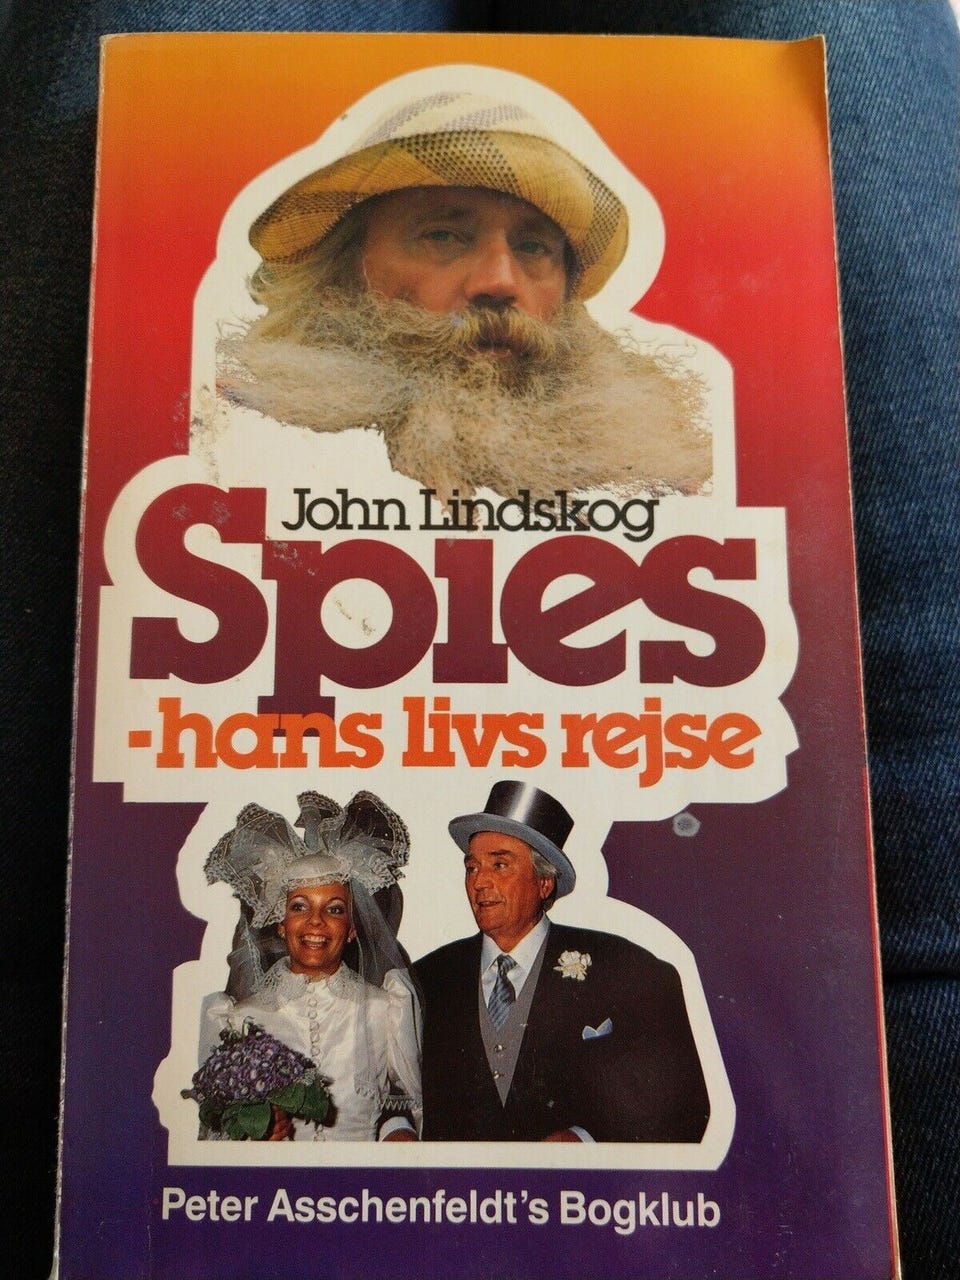 John Lindskog
Spies
-hans livs rejse
Peter Asschenfeldt's Bogklub